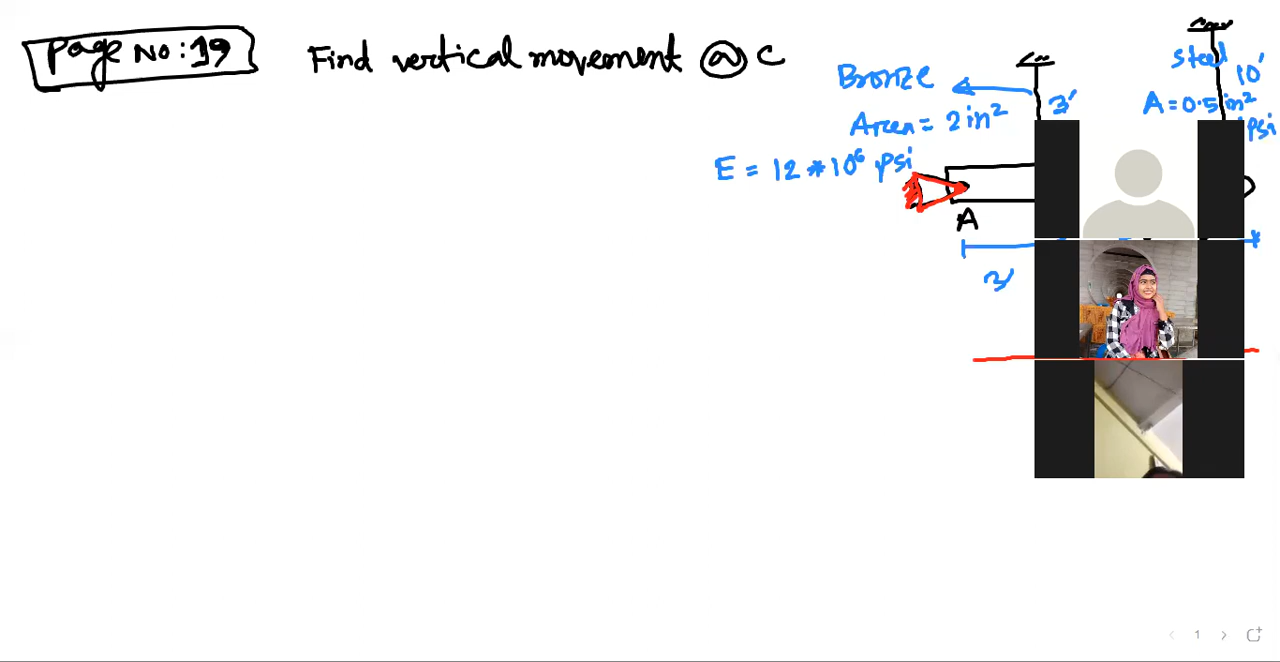 Page No: 19
Find vertical movement @ C
Bronze
Area = 2 in²
E = 12 * 10⁶ psi
3'
steel
10'
A = 0.5 in²
psi
A
3'
1